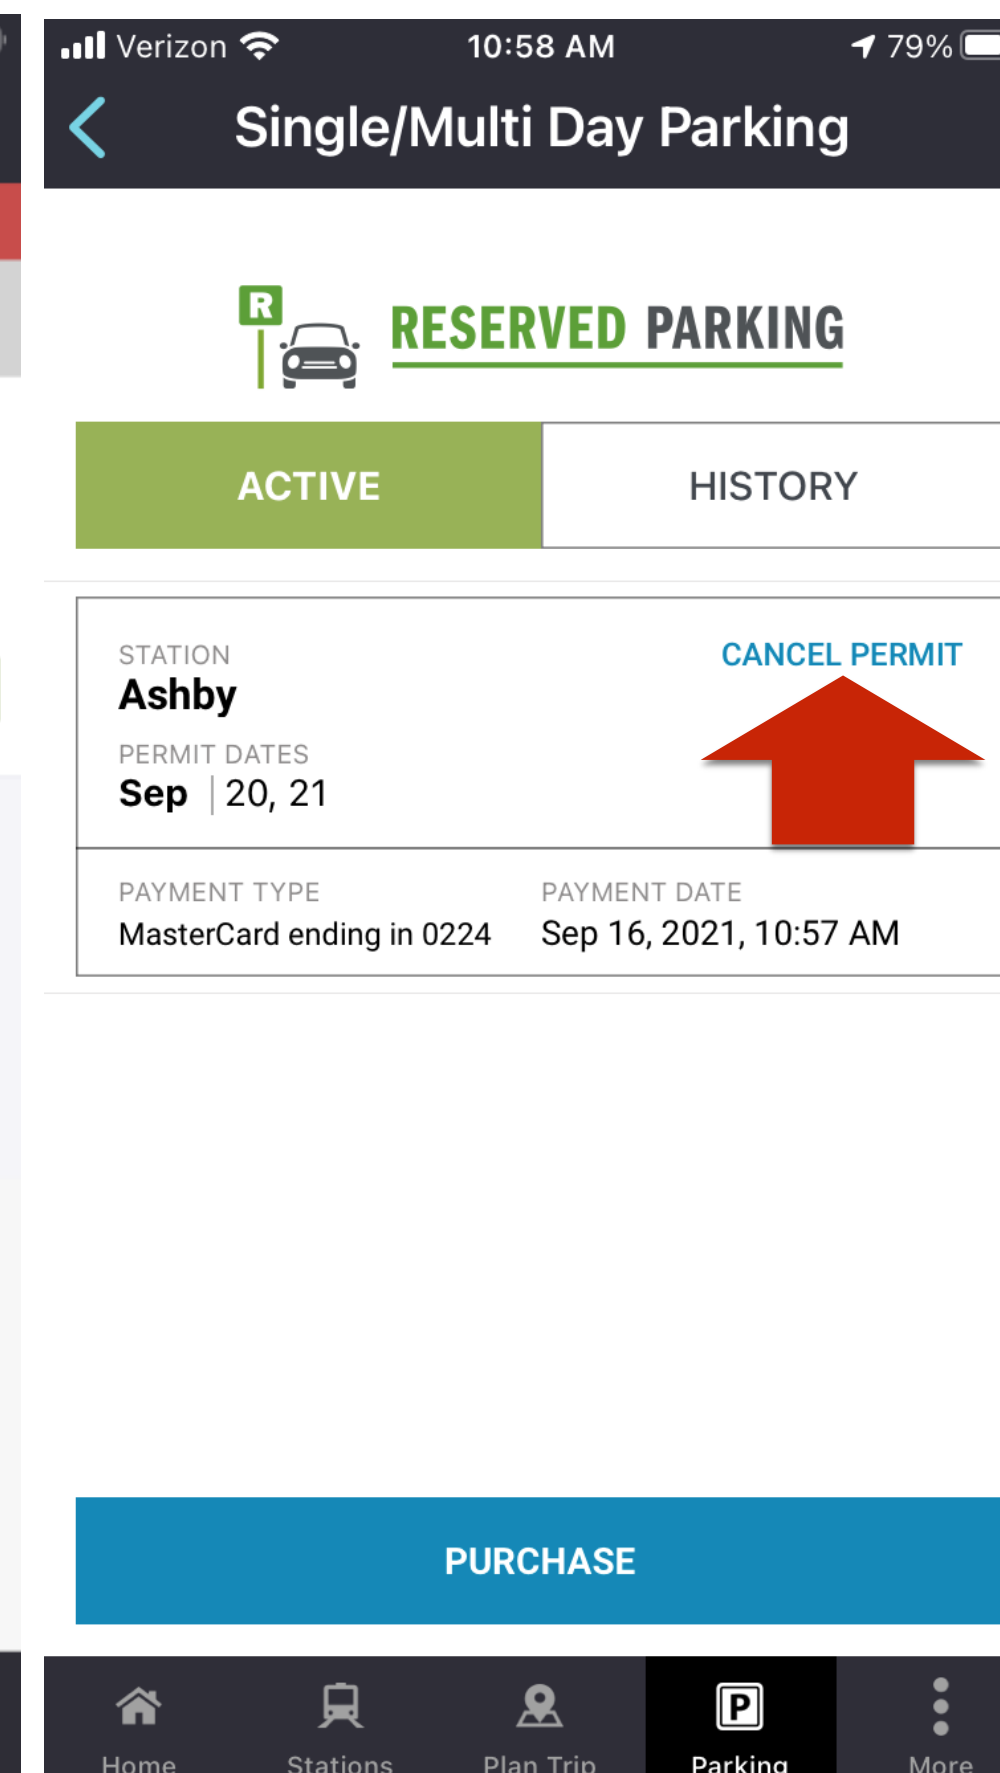 Verizon 10:58 AM 79%
Single/Multi Day Parking
R RESERVED PARKING
ACTIVE HISTORY
STATION CANCEL PERMIT
Ashby
PERMIT DATES
Sep 20, 21
PAYMENT TYPE PAYMENT DATE
MasterCard ending in 0224 Sep 16, 2021, 10:57 AM
PURCHASE
P
Home Stations Plan Trip Parking More